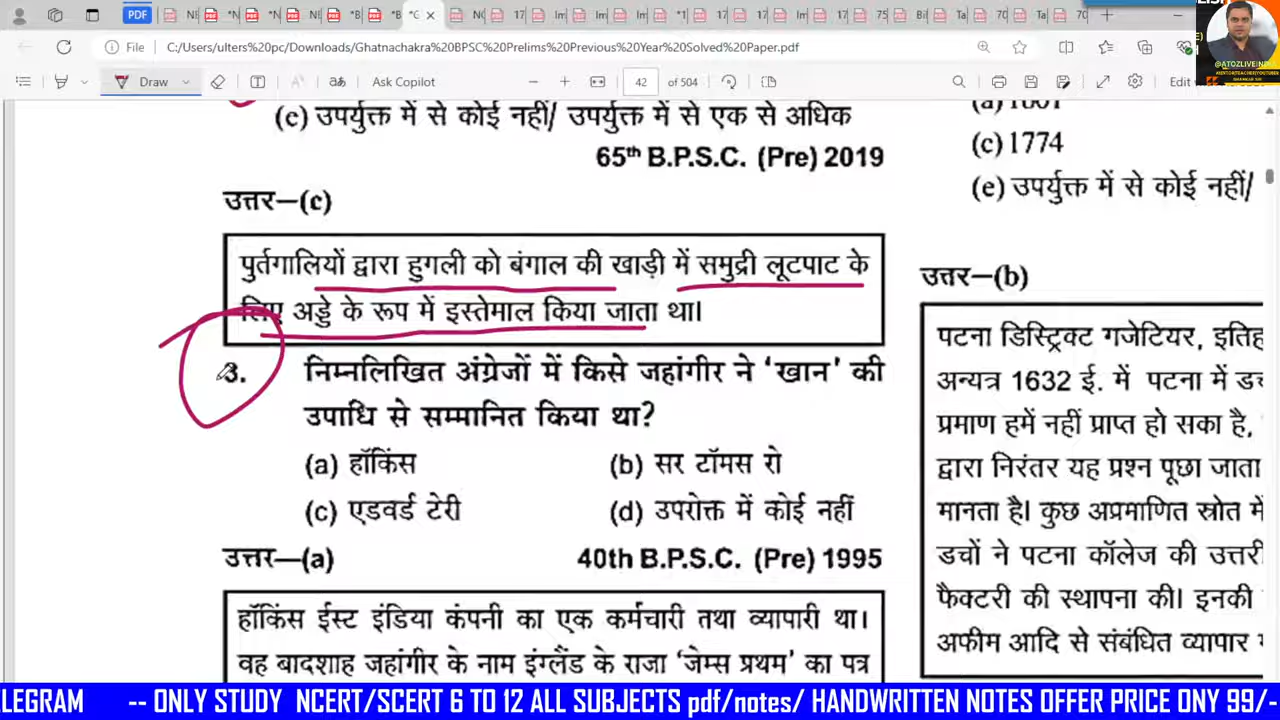 PDF
File
C:/Users/ulters%20pc/Downloads/Ghatnachakra%20BPSC%20Prelims%20Previous%20Year%20Solved%20Paper.pdf
Draw
Ask Copilot
42 of 504
Edit
@ATOZLIVEINDIA
(e) उपर्युक्त में से कोई नहीं/ उपर्युक्त में से एक से अधिक
65th B.P.S.C. (Pre) 2019
उत्तर—(c)
पुर्तगालियों द्वारा हुगली को बंगाल की खाड़ी में समुद्री लूटपाट के
लिए अड्डे के रूप में इस्तेमाल किया जाता था।
3. निम्नलिखित अंग्रेजों में किसे जहांगीर ने ‘खान’ की
उपाधि से सम्मानित किया था?
(a) हॉकिंस (b) सर टॉमस रो
(c) एडवर्ड टेरी (d) उपरोक्त में कोई नहीं
उत्तर—(a) 40th B.P.S.C. (Pre) 1995
हॉकिंस ईस्ट इंडिया कंपनी का एक कर्मचारी तथा व्यापारी था।
वह बादशाह जहांगीर के नाम इंग्लैंड के राजा ‘जेम्स प्रथम’ का पत्र
(c) 1774
(e) उपर्युक्त में से कोई नहीं/
उत्तर—(b)
पटना डिस्ट्रिक्ट गजेटियर,
अन्यत्र 1632 ई. में पटना में
प्रमाण हमें नहीं प्राप्त हो सका है,
द्वारा निरंतर यह प्रश्न पूछा जाता
मानता है। कुछ अप्रमाणित स्रोत में
डचों ने पटना कॉलेज की उत्तरी
फैक्टरी की स्थापना की। इनकी
अफीम आदि से संबंधित व्यापार
LEGRAM -- ONLY STUDY NCERT/SCERT 6 TO 12 ALL SUBJECTS pdf/notes/ HANDWRITTEN NOTES OFFER PRICE ONY 99/-